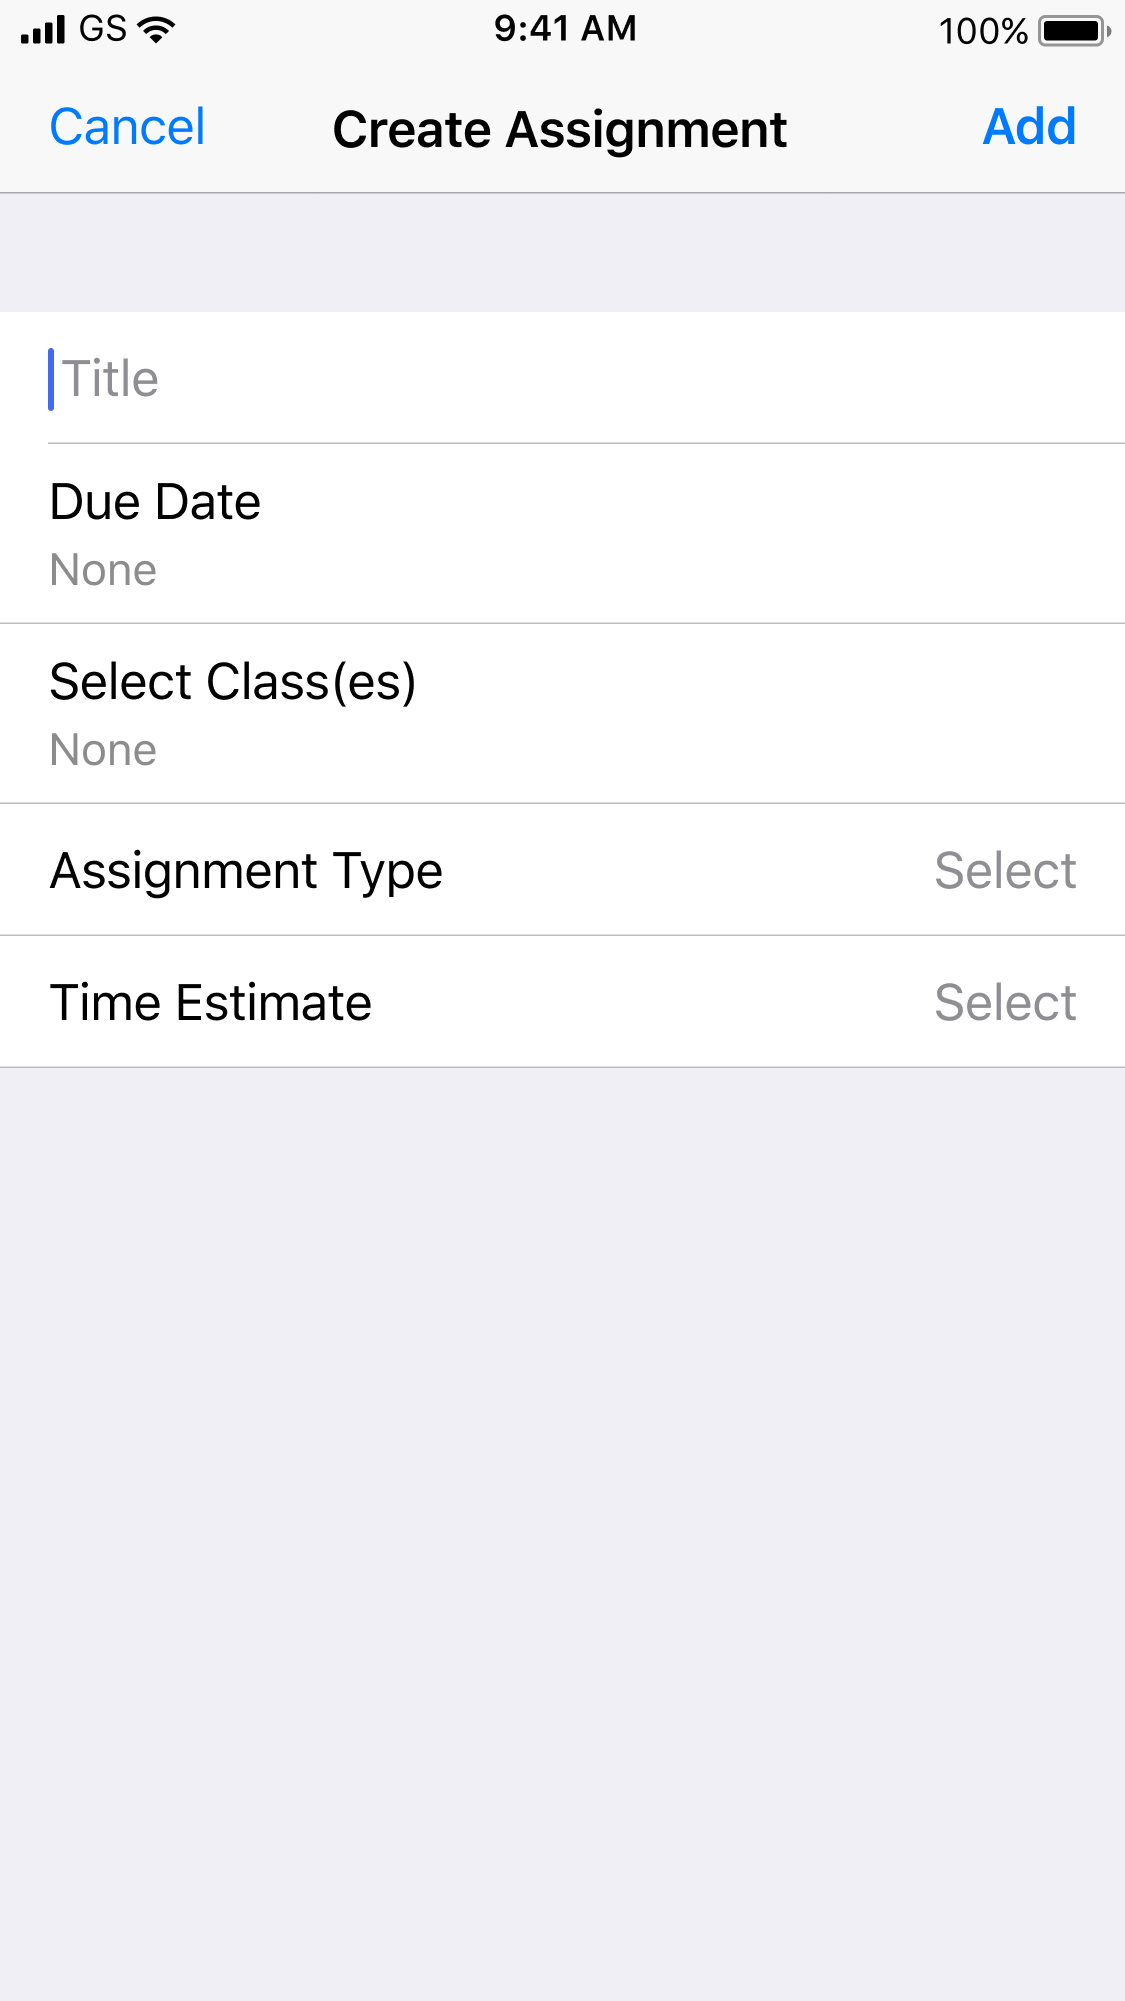 GS 9:41 AM 100%
Cancel Create Assignment Add
Title
Due Date
None
Select Class(es)
None
Assignment Type Select
Time Estimate Select